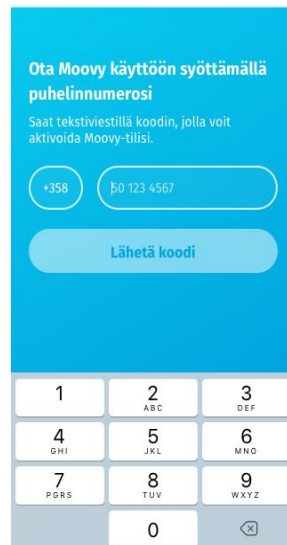 Ota Moovy käyttöön syöttämällä
puhelinnumerosi
Saat tekstiviestillä koodin, jolla voit
aktivoida Moovy-tilisi.
+358
50 123 4567
Lähetä koodi
1
2
3
ABC
DEF
4
5
6
GHI
JKL
MNO
7
8
9
PQRS
TUV
WXYZ
0